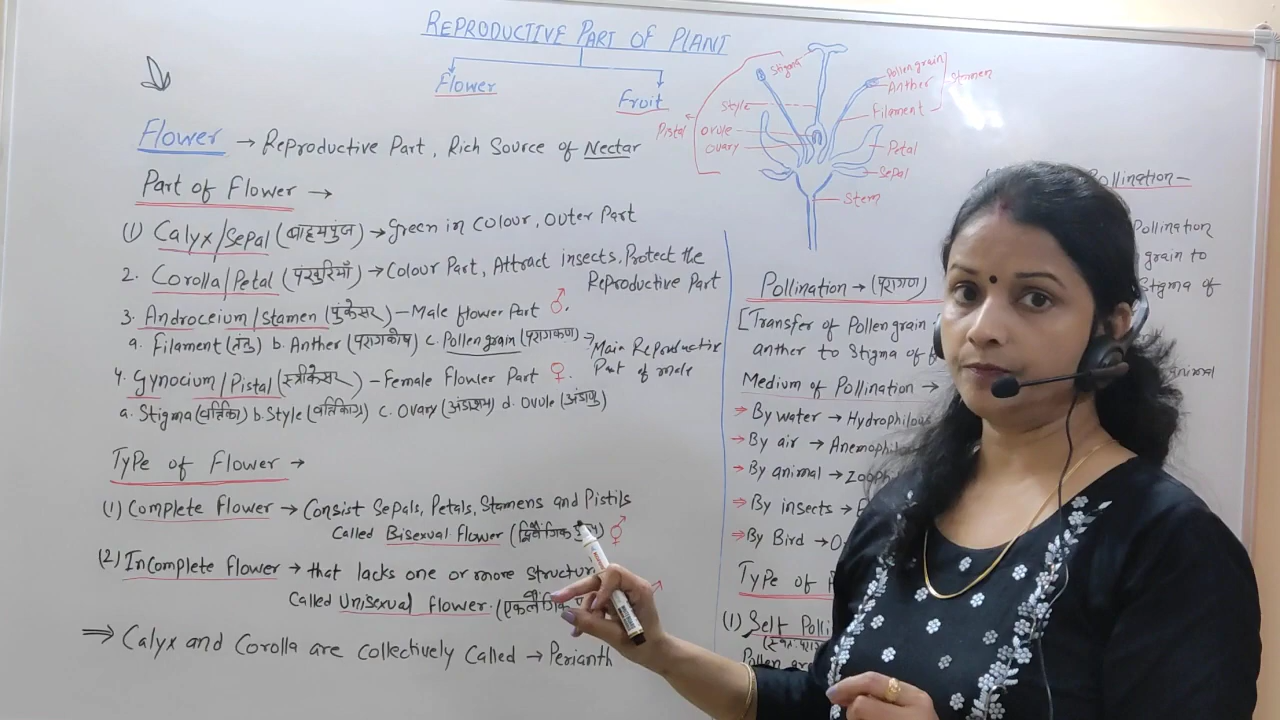 REPRODUCTIVE PART OF PLANT
Flower
Fruit
Flower → Reproductive Part, Rich Source of Nectar
Part of Flower →
(1) Calyx/Sepal (बाह्यपुंज) → Green in Colour, Outer Part
2. Corolla/Petal (पंखुरियाँ) → Colour Part, Attract insects, Protect the
Reproductive Part
3. Androceium/Stamen (पुंकेसर) – Male flower Part ♂.
a. Filament (तंतु) b. Anther (परागकोष) c. Pollen grain (परागकण) →
Main Reproductive
Part of male
4. Gynocium/Pistal (स्त्रीकेसर) – Female Flower Part ♀.
a. Stigma (वर्तिका) b. Style (वर्तिकाग्र) c. Ovary (अंडाशय) d. Ovule (अंडाणु)
Type of Flower →
(1) Complete flower → Consist Sepals, Petals, Stamens and Pistils
Called Bisexual Flower
(2) Incomplete flower → that lacks one or more
Called Unisexual flower.
⇒ Calyx and Corolla are collectively Called → Perianth
Stigma
Pollen grain
Anther
Stamen
Filament
Style
Pistal
Ovule
Ovary
Petal
Sepal
Stem
Pollination → (परागण)
[Transfer of Pollen grain
anther to Stigma of
Medium of Pollination →
→ By water → Hydrophilous
→ By air →
→ By animal →
→ By insects →
→ By Bird →
Type of
(1) Self
Pollen
Pollination –
Pollination
grain to
Stigma of
animal